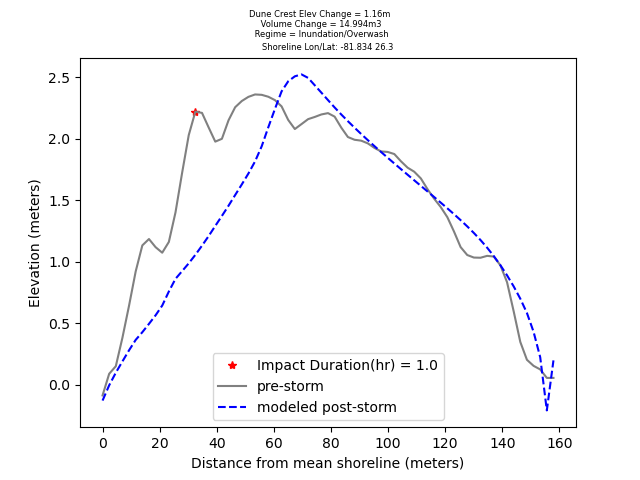 Dune Crest Elev Change = 1.16m
Volume Change = 14.994m3
Regime = Inundation/Overwash
Shoreline Lon/Lat: -81.834 26.3
2.5
2.0
1.5
1.0
0.5
0.0
Elevation (meters)
Impact Duration(hr) = 1.0
pre-storm
modeled post-storm
0 20 40 60 80 100 120 140 160
Distance from mean shoreline (meters)